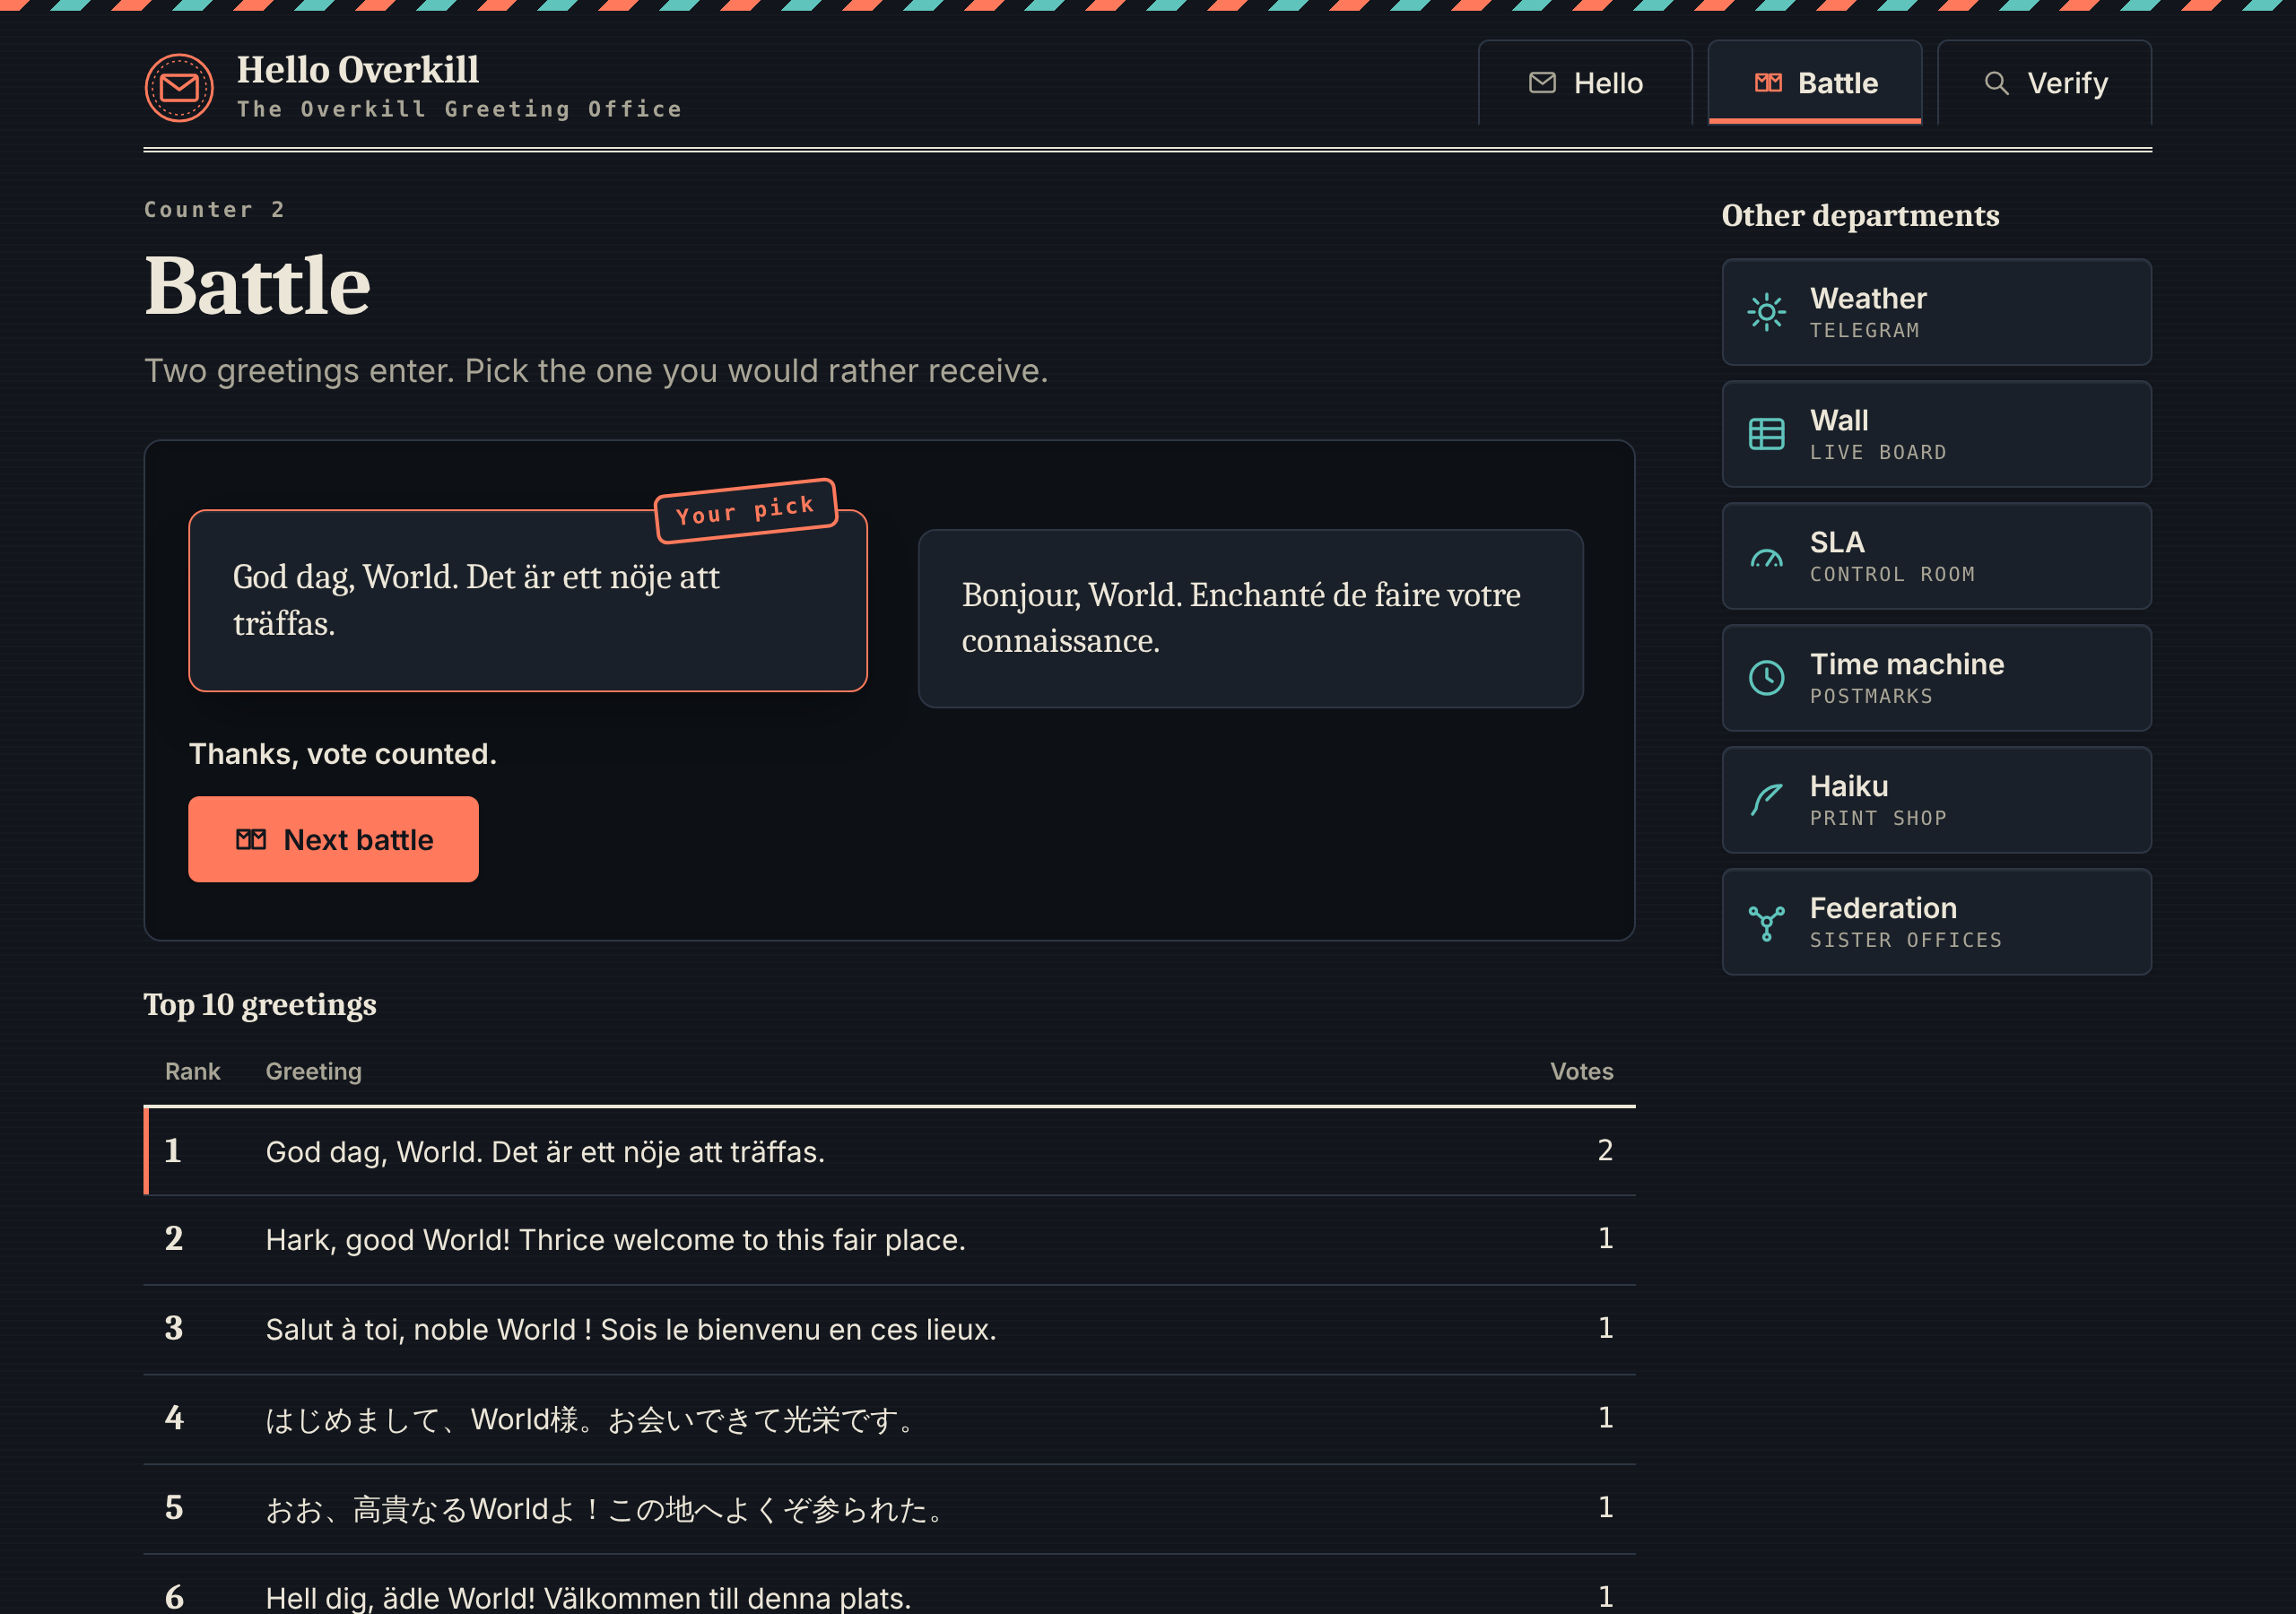 Hello Overkill
The Overkill Greeting Office
Hello
Battle
Verify
Counter 2
Battle
Two greetings enter. Pick the one you would rather receive.
Your pick
God dag, World. Det är ett nöje att
träffas.
Bonjour, World. Enchanté de faire votre
connaissance.
Thanks, vote counted.
Next battle
Top 10 greetings
Rank Greeting Votes
1 God dag, World. Det är ett nöje att träffas. 2
2 Hark, good World! Thrice welcome to this fair place. 1
3 Salut à toi, noble World ! Sois le bienvenu en ces lieux. 1
4 はじめまして、World様。お会いできて光栄です。 1
5 おお、高貴なるWorldよ！この地へよくぞ参られた。 1
6 Hell dig, ädle World! Välkommen till denna plats. 1
Other departments
Weather
TELEGRAM
Wall
LIVE BOARD
SLA
CONTROL ROOM
Time machine
POSTMARKS
Haiku
PRINT SHOP
Federation
SISTER OFFICES